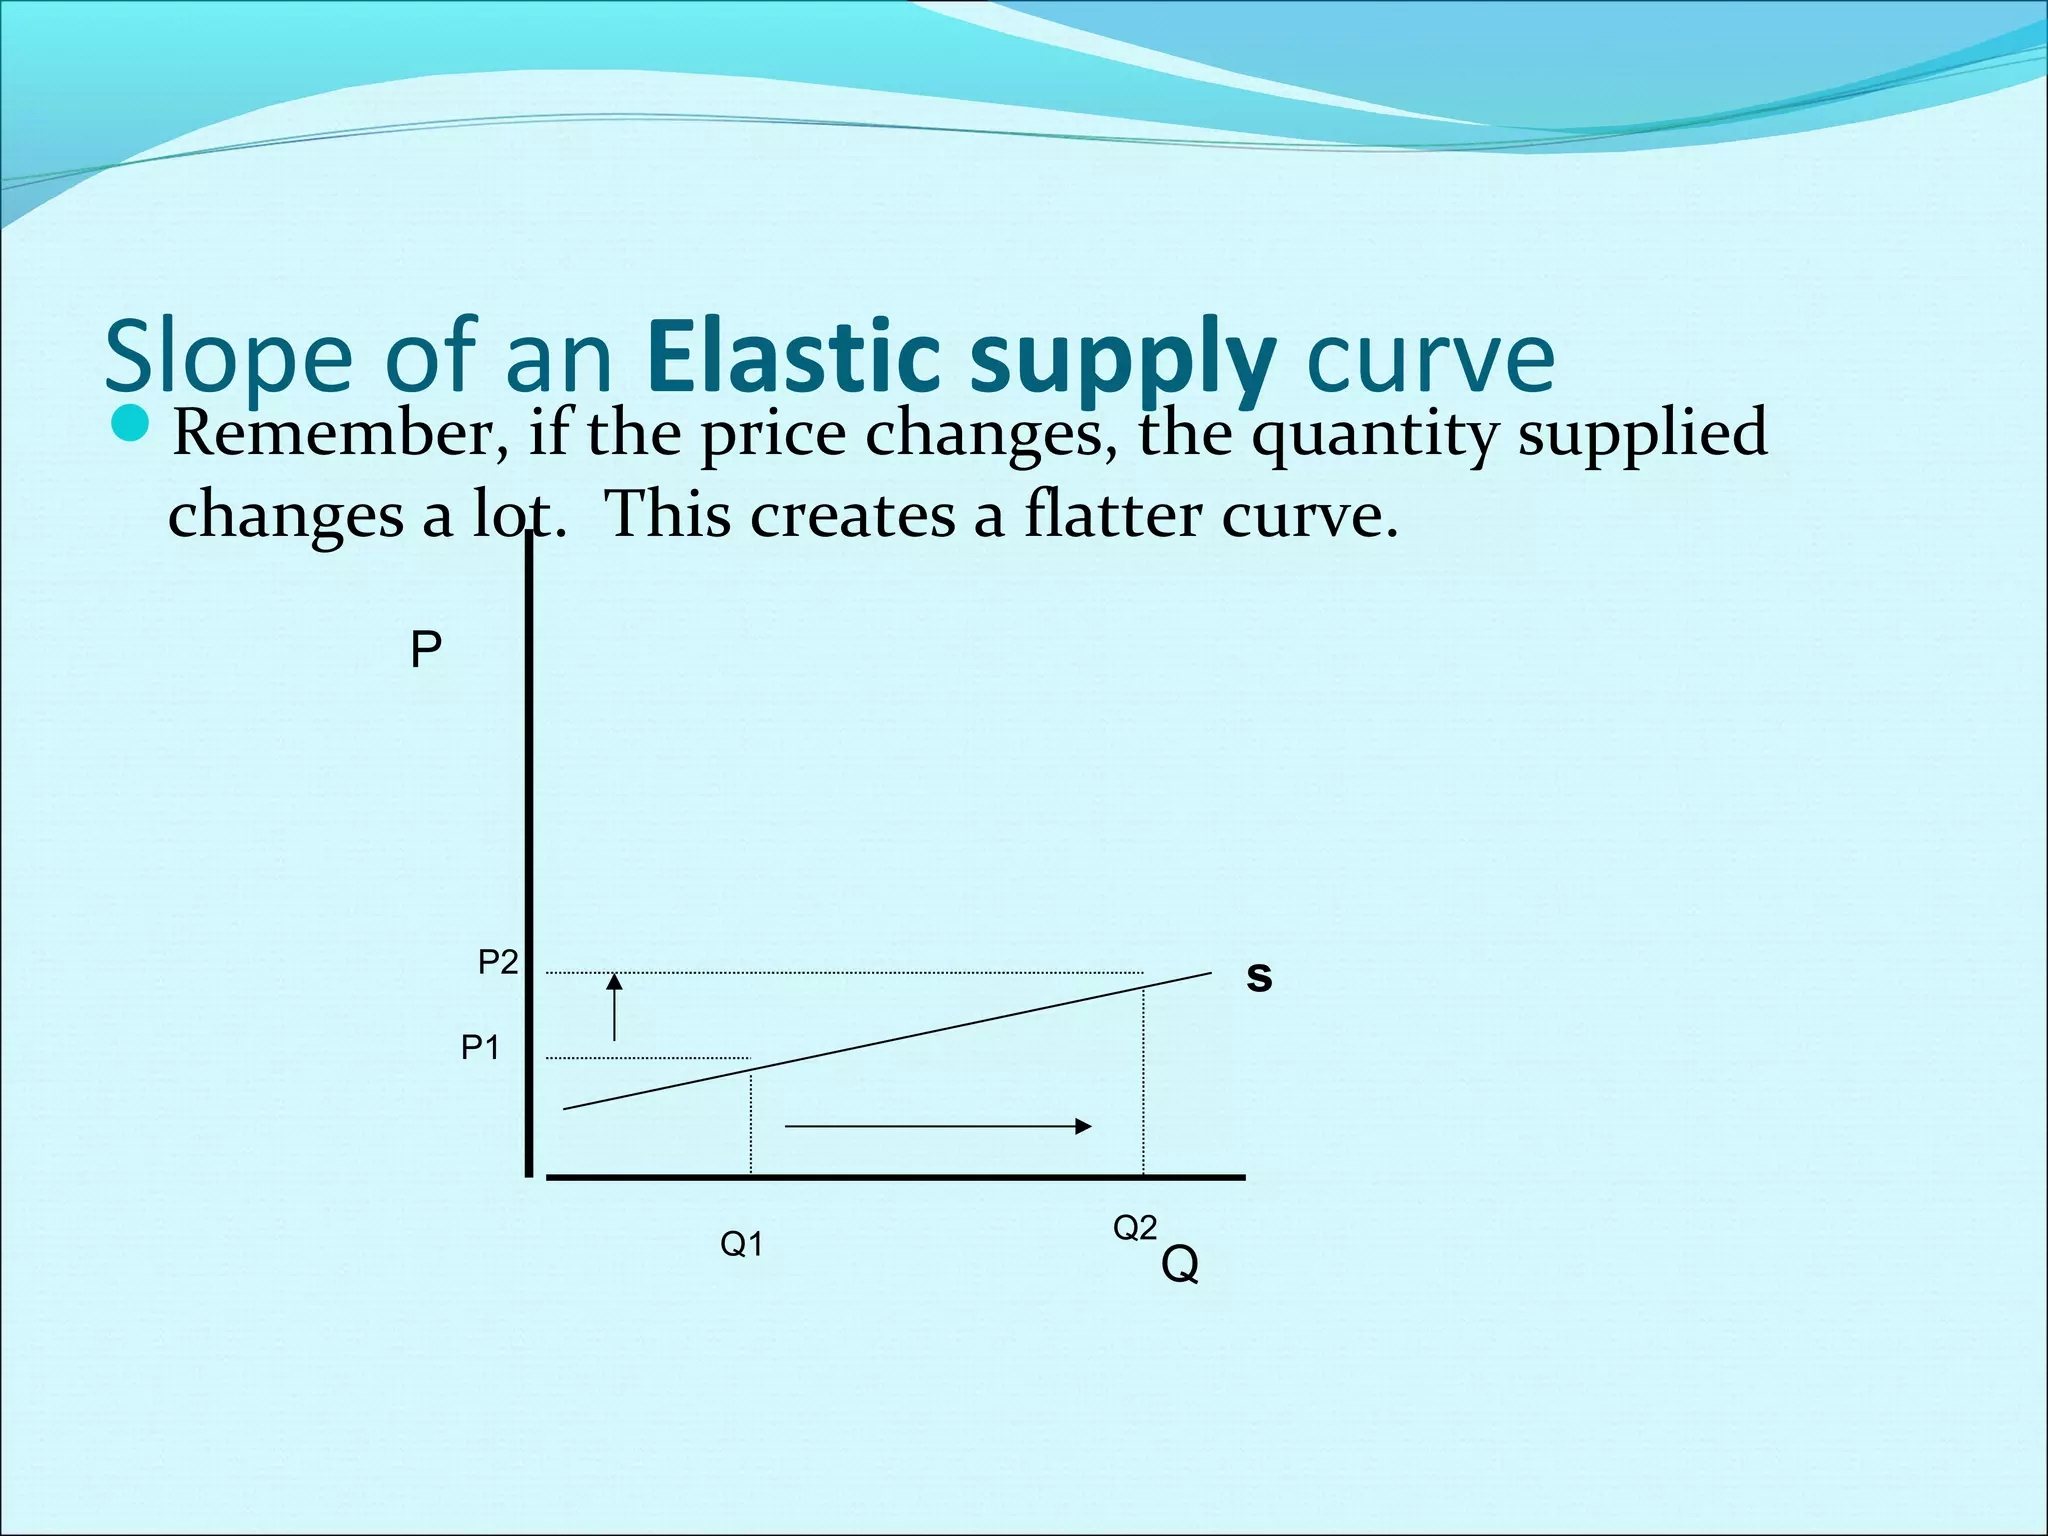 Slope of an Elastic supply curve
Remember, if the price changes, the quantity supplied
changes a lot.  This creates a flatter curve.
P
P2
s
P1
Q1
Q2
Q